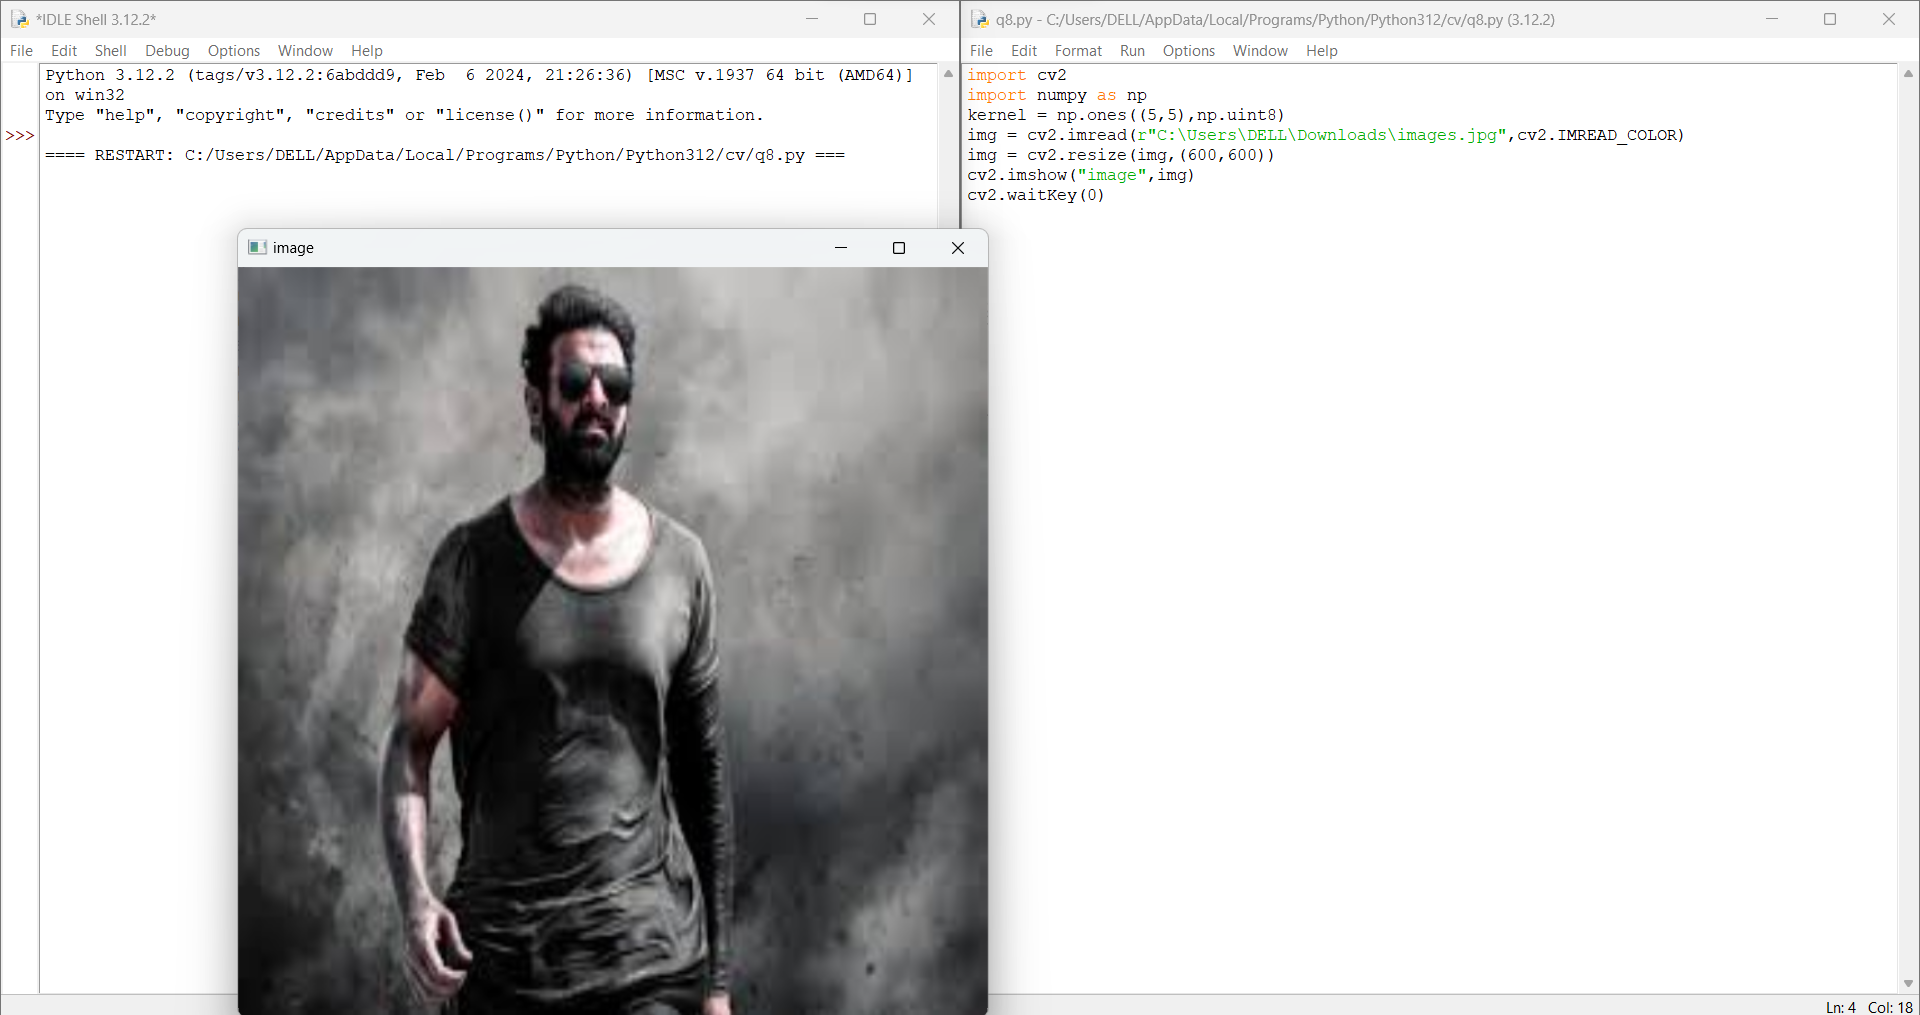 *IDLE Shell 3.12.2*
File Edit Shell Debug Options Window Help
Python 3.12.2 (tags/v3.12.2:6abddd9, Feb  6 2024, 21:26:36) [MSC v.1937 64 bit (AMD64)]
on win32
Type "help", "copyright", "credits" or "license()" for more information.
>>>
==== RESTART: C:/Users/DELL/AppData/Local/Programs/Python/Python312/cv/q8.py ===
image
q8.py - C:/Users/DELL/AppData/Local/Programs/Python/Python312/cv/q8.py (3.12.2)
File Edit Format Run Options Window Help
import cv2
import numpy as np
kernel = np.ones((5,5),np.uint8)
img = cv2.imread(r"C:\Users\DELL\Downloads\images.jpg",cv2.IMREAD_COLOR)
img = cv2.resize(img,(600,600))
cv2.imshow("image",img)
cv2.waitKey(0)
Ln: 4 Col: 18